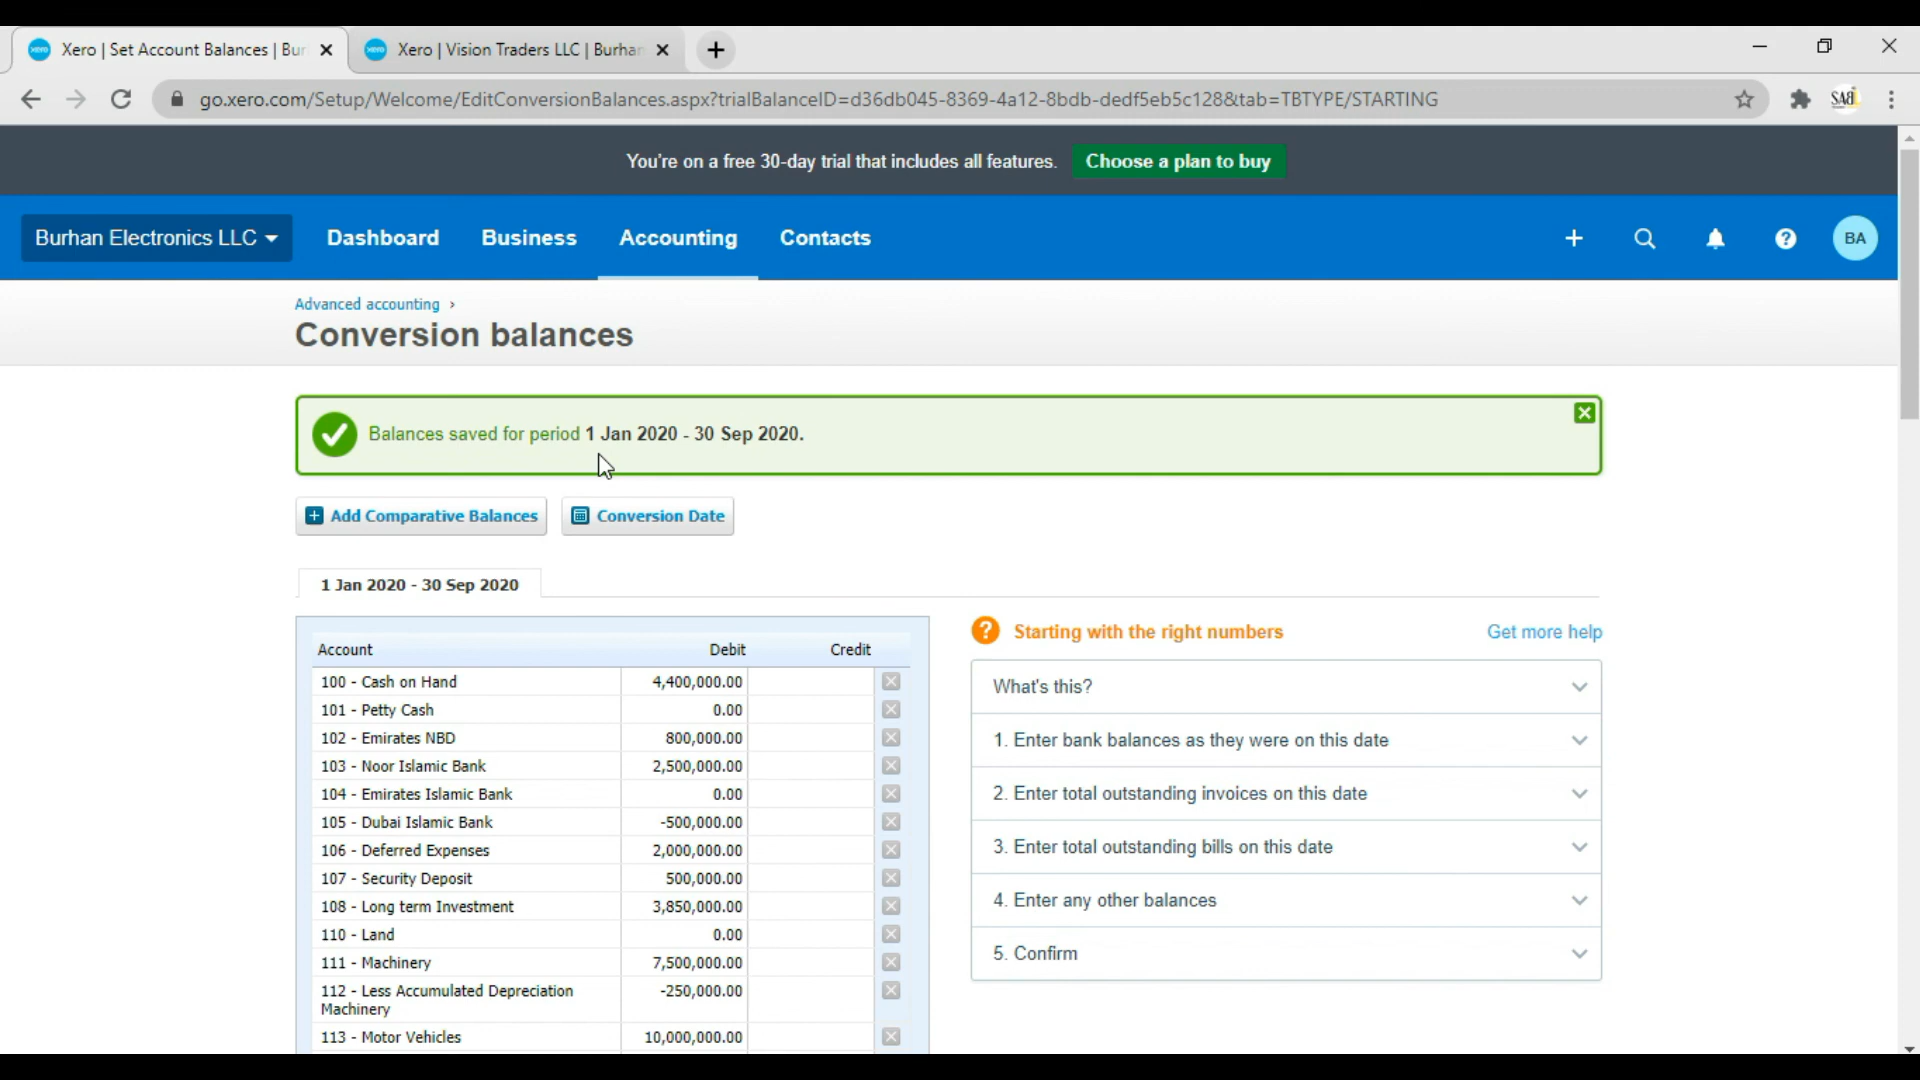 Xero | Set Account Balances | Bur
Xero | Vision Traders LLC | Burhan
go.xero.com/Setup/Welcome/EditConversionBalances.aspx?trialBalanceID=d36db045-8369-4a12-8bdb-dedf5eb5c128&tab=TBTYPE/STARTING
You're on a free 30-day trial that includes all features. Choose a plan to buy
Burhan Electronics LLC Dashboard Business Accounting Contacts BA
Advanced accounting ›
Conversion balances
Balances saved for period 1 Jan 2020 - 30 Sep 2020.
Add Comparative Balances Conversion Date
1 Jan 2020 - 30 Sep 2020
Account Debit Credit
100 - Cash on Hand 4,400,000.00
101 - Petty Cash 0.00
102 - Emirates NBD 800,000.00
103 - Noor Islamic Bank 2,500,000.00
104 - Emirates Islamic Bank 0.00
105 - Dubai Islamic Bank -500,000.00
106 - Deferred Expenses 2,000,000.00
107 - Security Deposit 500,000.00
108 - Long term Investment 3,850,000.00
110 - Land 0.00
111 - Machinery 7,500,000.00
112 - Less Accumulated Depreciation -250,000.00
Machinery
113 - Motor Vehicles 10,000,000.00
Starting with the right numbers Get more help
What's this?
1. Enter bank balances as they were on this date
2. Enter total outstanding invoices on this date
3. Enter total outstanding bills on this date
4. Enter any other balances
5. Confirm